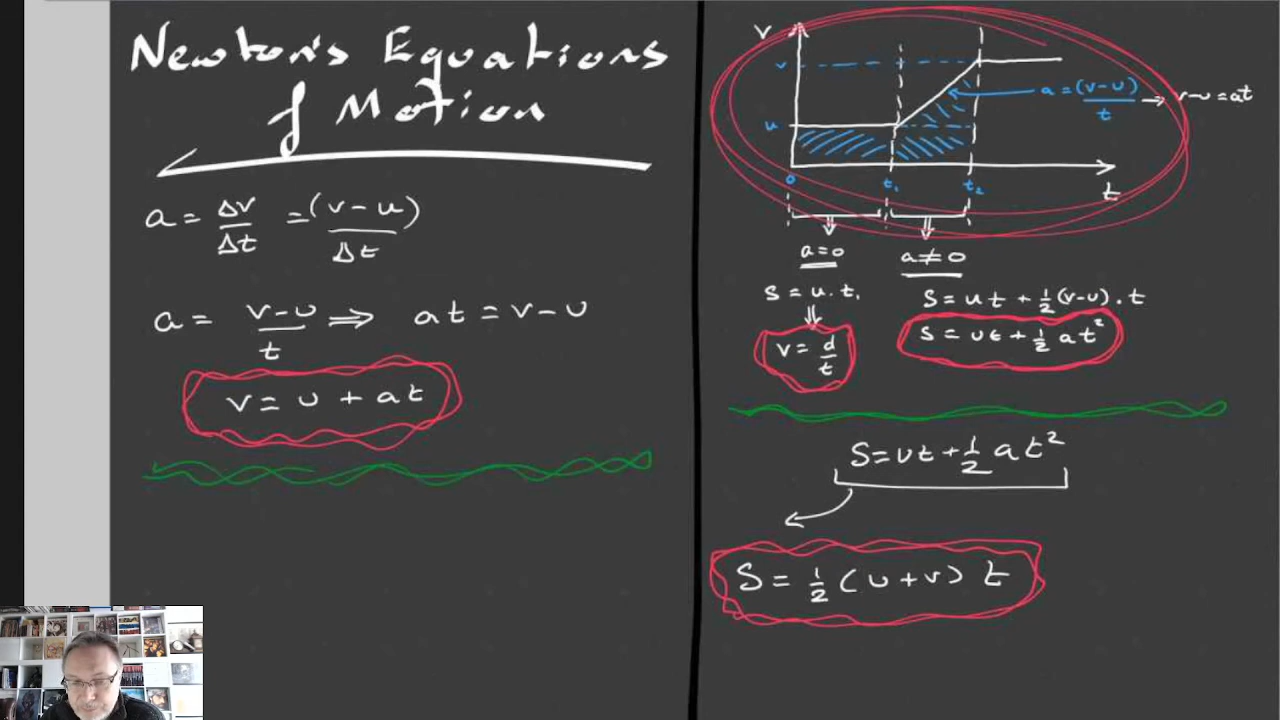 Newton's Equations
of Motion
a = Δv/Δt = (v-u)/Δt
a = v-u/t ⇒ at = v-u
v = u + at
v
v
a = (v-u)/t → v-u = at
u
0 t₁ t₂
t
a=0 a≠0
S = u.t₁ S = ut + ½(v-u).t
v = d/t S = ut + ½at²
S = ut + ½at²
S = ½(u+v)t